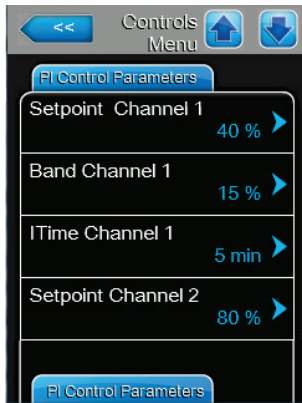 <<
Controls
Menu
PI Control Parameters
Setpoint Channel 1
40 %
Band Channel 1
15 %
ITime Channel 1
5 min
Setpoint Channel 2
80 %
PI Control Parameters